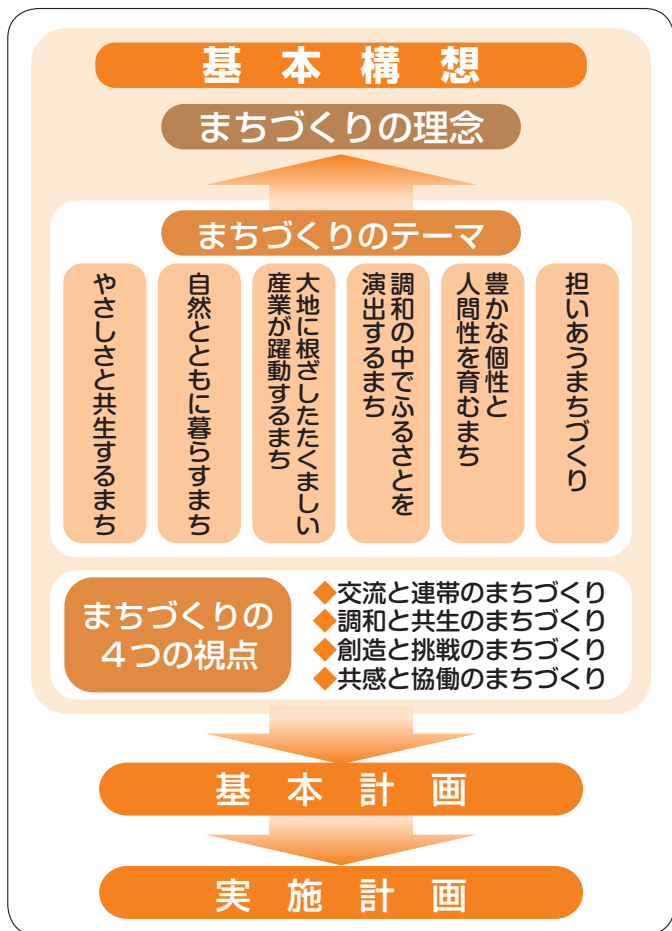 基本構想
まちづくりの理念
まちづくりのテーマ
やさしさと共生するまち
自然とともに暮らすまち
大地に根ざしたたくましい
産業が躍動するまち
調和の中でふるさとを
演出するまち
豊かな個性と
人間性を育むまち
担いあうまちづくり
まちづくりの
4つの視点
◆交流と連帯のまちづくり
◆調和と共生のまちづくり
◆創造と挑戦のまちづくり
◆共感と協働のまちづくり
基本計画
実施計画